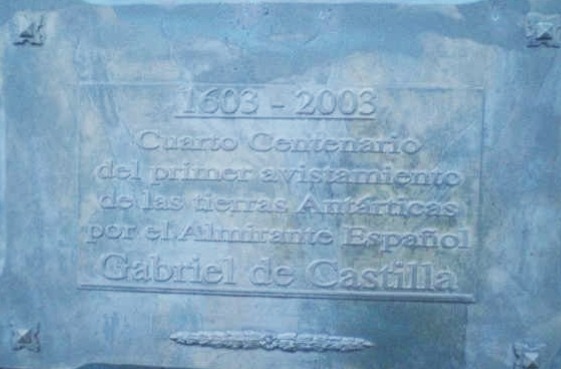 1603 - 2003
Cuarto Centenario
del primer avistamiento
de las tierras Antárticas
por el Almirante Español
Gabriel de Castilla